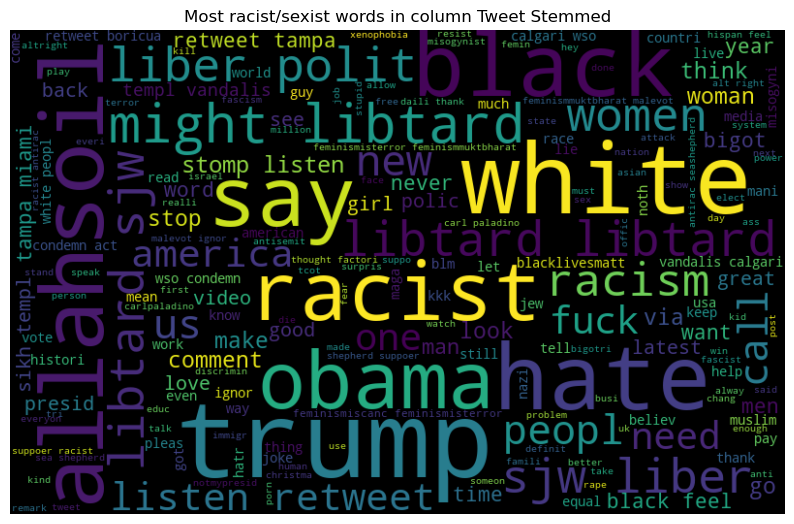 Most racist/sexist words in column Tweet Stemmed
come
altright
retweet boricua
kill
retweet tampa
xenophobia
resist
misogynist
femin
hey
calgari wso
countri
hispan feel
year
live
alt right
liber polit
black
think
play
back
world
templ vandalis
fascism
guy
job
stupid
allow
free
daili thank
feminismmuktbharat malevot
done
woman
media
misogyni
terror
million
much
state
attack
system
everi
might libtard
women
race
nation
next
power
see
feminismmisterror feminismmuktbharat
lie
bigot
racist antirac
white peopl
stomp listen
new
white
asian
mani
read
israel
never
must
show
elect
antirac seashepherd
tampa miami
sjw
word
realli
say
face
girl
polic
sex
noth
day
allahsoil
stop
carl paladino
offic
ass
condemn act
malevot ignor
american
antisemit
libtard libtard
america
thought factori
suppo
blacklivesmatt
vandalis calgari
stand
speak
wso condemn
tcot
surpris
maga
blm
let
racism
great
person
first
mean
racist
kkk
jew
usa
call
sikh templ
libtard
caripaladino
us
video
fear
fuck
via
keep
kid
post
vote
know
good
die
one
watch
look
want
histori
work
make
made
man
still
tell
latest
win
tri
comment
shepherd suppoer
bigotri
fascist
presid
discrimin
obama
hate
nazi
help
love
alway
said
everyon
educ
even
ignor
busi
chang
men
talk
way
feminismiscanc feminismisterror
problem
believ
muslim
suppoer racist
pleas
immigr
trump
peopl
need
uk
enough
pay
got
hatr
thing
use
definit
sea shepherd
joke
human
famili
better
thank
kind
christma
porn
someon
sjw liber
take
anti
go
notmypresid
rape
remark
tweet
listen retweet
time
equal
black feel